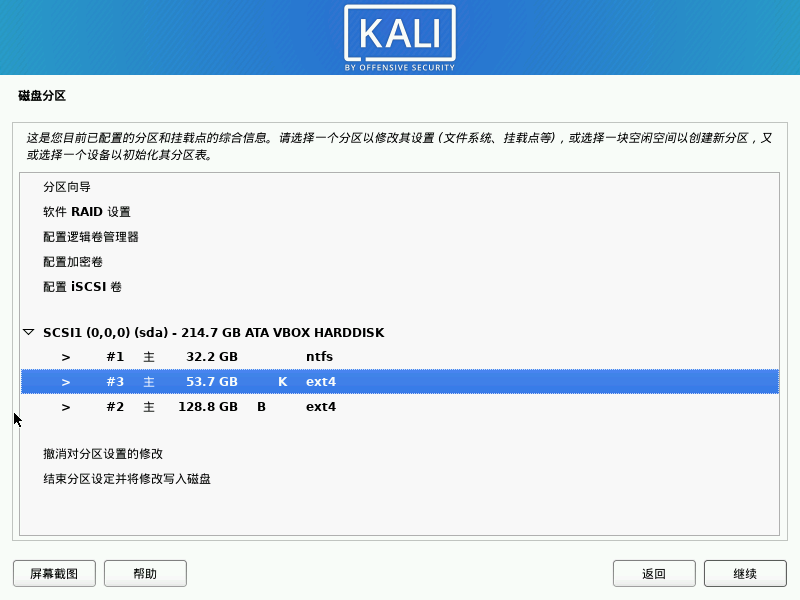 KALI
BY OFFENSIVE SECURITY
磁盘分区
这是您目前已配置的分区和挂载点的综合信息。请选择一个分区以修改其设置 (文件系统、挂载点等)，或选择一块空闲空间以创建新分区，又
或选择一个设备以初始化其分区表。
分区向导
软件 RAID 设置
配置逻辑卷管理器
配置加密卷
配置 iSCSI 卷
SCSI1 (0,0,0) (sda) - 214.7 GB ATA VBOX HARDDISK
> #1 主 32.2 GB ntfs
> #3 主 53.7 GB K ext4
> #2 主 128.8 GB B ext4
撤消对分区设置的修改
结束分区设定并将修改写入磁盘
屏幕截图 帮助 返回 继续